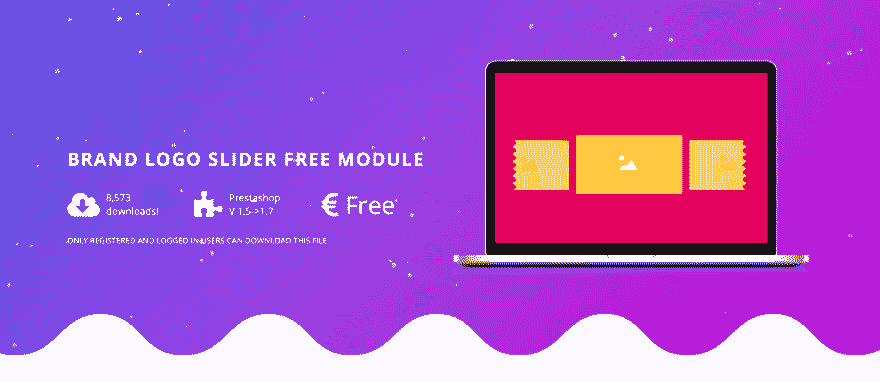 BRAND LOGO SLIDER FREE MODULE
8,573
downloads!
Prestashop
V 1.5->1.7
€ Free
ONLY REGISTERED AND LOGGED IN USERS CAN DOWNLOAD THIS FILE